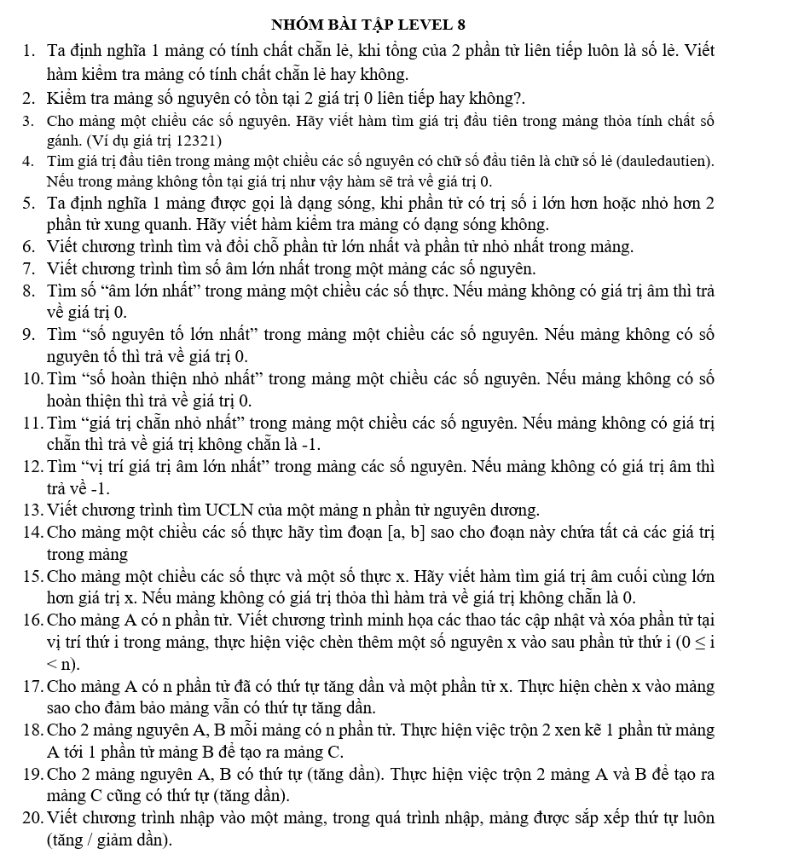 NHÓM BÀI TẬP LEVEL 8
1. Ta định nghĩa 1 mảng có tính chất chẵn lẻ, khi tổng của 2 phần tử liên tiếp luôn là số lẻ. Viết
hàm kiểm tra mảng có tính chất chẵn lẻ hay không.
2. Kiểm tra mảng số nguyên có tồn tại 2 giá trị 0 liên tiếp hay không?.
3. Cho mảng một chiều các số nguyên. Hãy viết hàm tìm giá trị đầu tiên trong mảng thỏa tính chất số
gánh. (Ví dụ giá trị 12321)
4. Tìm giá trị đầu tiên trong mảng một chiều các số nguyên có chữ số đầu tiên là chữ số lẻ (dauledautien).
Nếu trong mảng không tồn tại giá trị như vậy hàm sẽ trả về giá trị 0.
5. Ta định nghĩa 1 mảng được gọi là dạng sóng, khi phần tử có trị số i lớn hơn hoặc nhỏ hơn 2
phần tử xung quanh. Hãy viết hàm kiểm tra mảng có dạng sóng không.
6. Viết chương trình tìm và đổi chỗ phần tử lớn nhất và phần tử nhỏ nhất trong mảng.
7. Viết chương trình tìm số âm lớn nhất trong một mảng các số nguyên.
8. Tìm số “âm lớn nhất” trong mảng một chiều các số thực. Nếu mảng không có giá trị âm thì trả
về giá trị 0.
9. Tìm “số nguyên tố lớn nhất” trong mảng một chiều các số nguyên. Nếu mảng không có số
nguyên tố thì trả về giá trị 0.
10. Tìm “số hoàn thiện nhỏ nhất” trong mảng một chiều các số nguyên. Nếu mảng không có số
hoàn thiện thì trả về giá trị 0.
11. Tìm “giá trị chẵn nhỏ nhất” trong mảng một chiều các số nguyên. Nếu mảng không có giá trị
chẵn thì trả về giá trị không chẵn là -1.
12. Tìm “vị trí giá trị âm lớn nhất” trong mảng các số nguyên. Nếu mảng không có giá trị âm thì
trả về -1.
13. Viết chương trình tìm UCLN của một mảng n phần tử nguyên dương.
14. Cho mảng một chiều các số thực hãy tìm đoạn [a, b] sao cho đoạn này chứa tất cả các giá trị
trong mảng
15. Cho mảng một chiều các số thực và một số thực x. Hãy viết hàm tìm giá trị âm cuối cùng lớn
hơn giá trị x. Nếu mảng không có giá trị thỏa thì hàm trả về giá trị không chẵn là 0.
16. Cho mảng A có n phần tử. Viết chương trình minh họa các thao tác cập nhật và xóa phần tử tại
vị trí thứ i trong mảng, thực hiện việc chèn thêm một số nguyên x vào sau phần tử thứ i (0 ≤ i
< n).
17. Cho mảng A có n phần tử đã có thứ tự tăng dần và một phần tử x. Thực hiện chèn x vào mảng
sao cho đảm bảo mảng vẫn có thứ tự tăng dần.
18. Cho 2 mảng nguyên A, B mỗi mảng có n phần tử. Thực hiện việc trộn 2 xen kẽ 1 phần tử mảng
A tới 1 phần tử mảng B để tạo ra mảng C.
19. Cho 2 mảng nguyên A, B có thứ tự (tăng dần). Thực hiện việc trộn 2 mảng A và B để tạo ra
mảng C cũng có thứ tự (tăng dần).
20. Viết chương trình nhập vào một mảng, trong quá trình nhập, mảng được sắp xếp thứ tự luôn
(tăng / giảm dần).